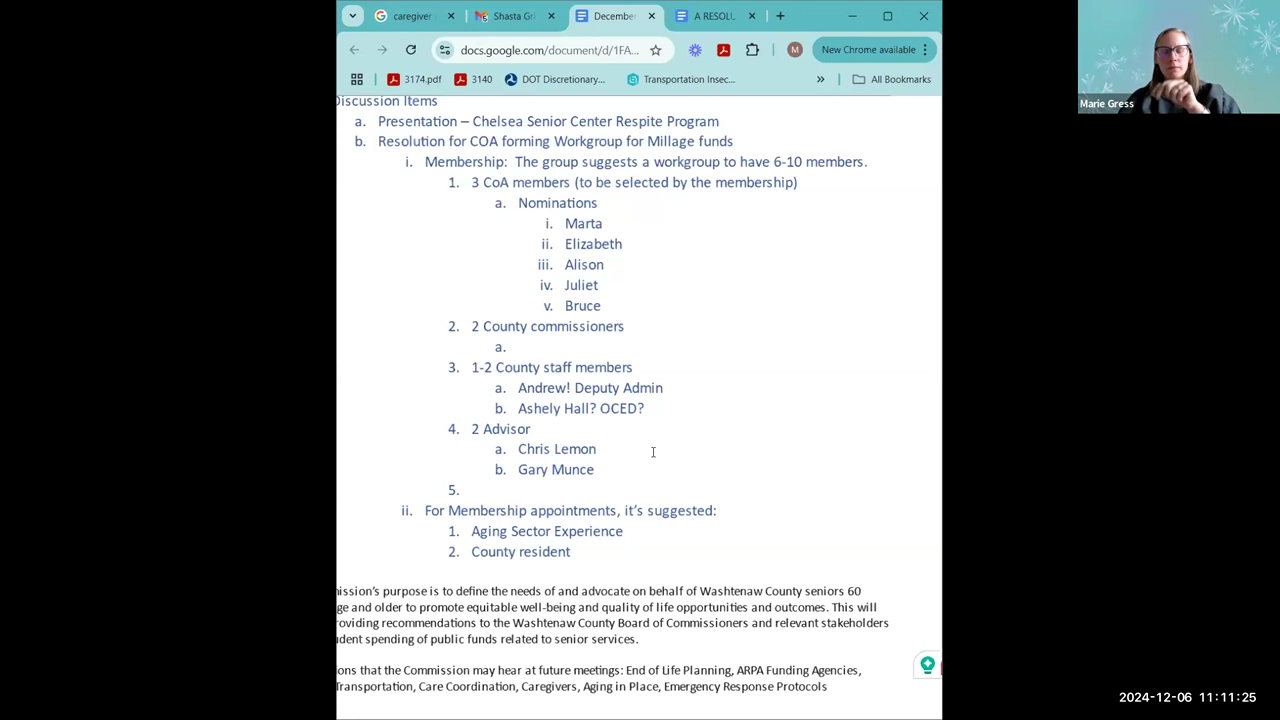 caregiver
Shasta Gr
December
A RESOLU
docs.google.com/document/d/1FA...
M
New Chrome available
3174.pdf
3140
DOT Discretionary...
Transportation Insec...
»
All Bookmarks
Discussion Items
a. Presentation – Chelsea Senior Center Respite Program
b. Resolution for COA forming Workgroup for Millage funds
i. Membership: The group suggests a workgroup to have 6-10 members.
1. 3 CoA members (to be selected by the membership)
a. Nominations
i. Marta
ii. Elizabeth
iii. Alison
iv. Juliet
v. Bruce
2. 2 County commissioners
a.
3. 1-2 County staff members
a. Andrew! Deputy Admin
b. Ashely Hall? OCED?
4. 2 Advisor
a. Chris Lemon
b. Gary Munce
5.
ii. For Membership appointments, it's suggested:
1. Aging Sector Experience
2. County resident
mission's purpose is to define the needs of and advocate on behalf of Washtenaw County seniors 60
ge and older to promote equitable well-being and quality of life opportunities and outcomes. This will
roviding recommendations to the Washtenaw County Board of Commissioners and relevant stakeholders
udent spending of public funds related to senior services.
ons that the Commission may hear at future meetings: End of Life Planning, ARPA Funding Agencies,
Transportation, Care Coordination, Caregivers, Aging in Place, Emergency Response Protocols
Marie Gress
2024-12-06 11:11:25